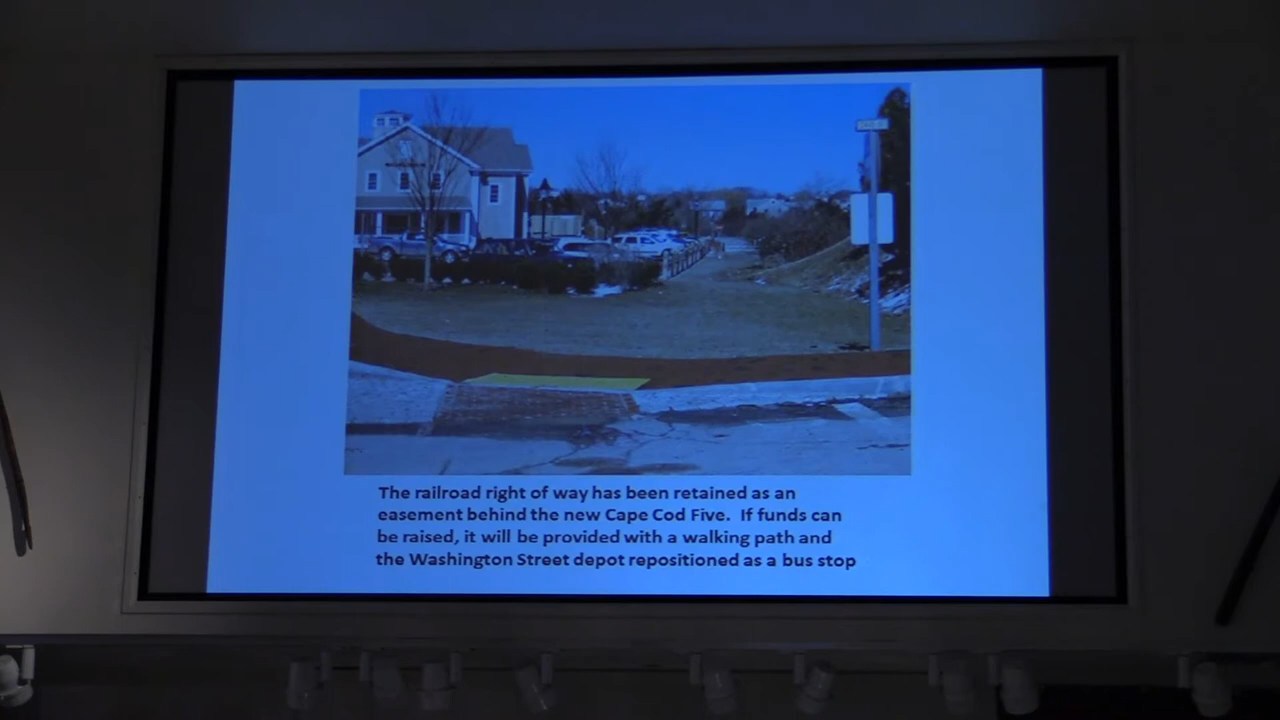 The railroad right of way has been retained as an
easement behind the new Cape Cod Five.  If funds can
be raised, it will be provided with a walking path and
the Washington Street depot repositioned as a bus stop